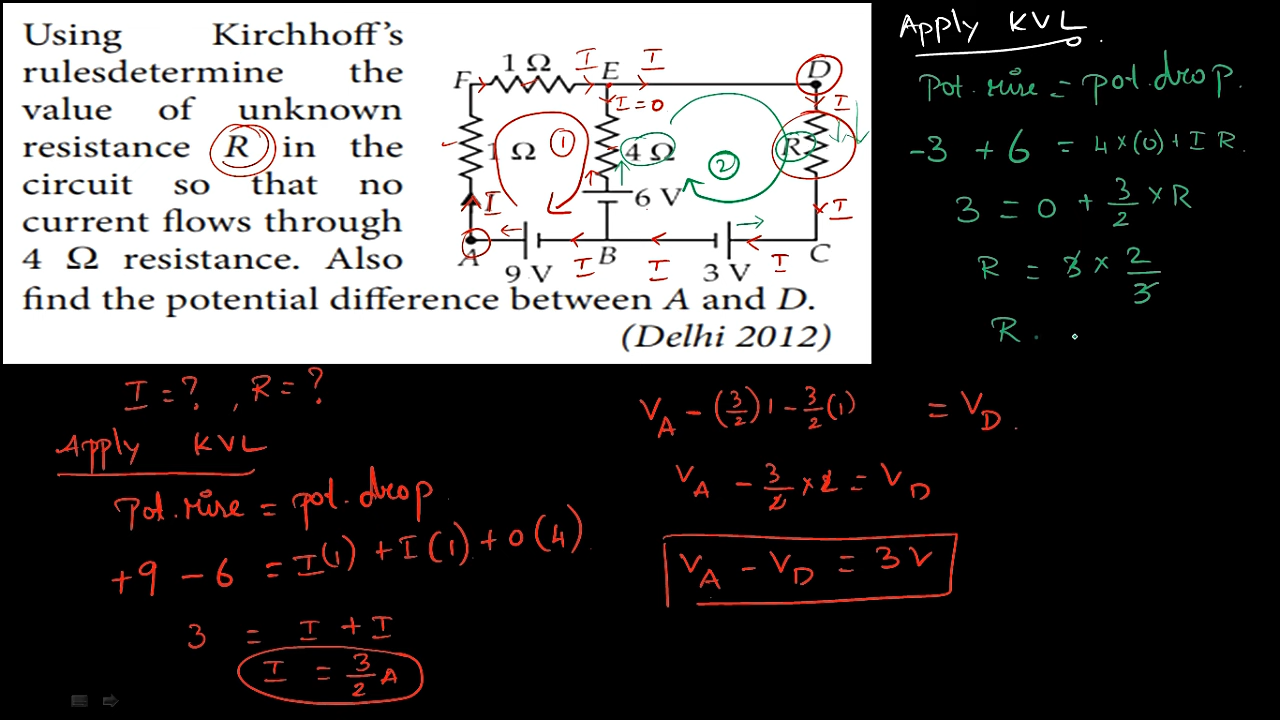 Using Kirchhoff's
rulesdetermine the
value of unknown
resistance R in the
circuit so that no
current flows through
4 Ω resistance. Also
find the potential difference between A and D.
(Delhi 2012)
F 1 Ω I E I D
I = 0 I
1 Ω 1 4 Ω 2 R
I 6 V I
A 9 V I B I 3 V I C
Apply KVL.
Pot. rise = pot. drop.
-3 + 6 = 4×(0) + I R.
3 = 0 + 3/2 × R
R = 3 × 2/3
R .
I = ? , R = ?
Apply KVL
Pot. rise = pot. drop
+9 - 6 = I(1) + I(1) + 0(4)
3 = I + I
I = 3/2 A
V_A - (3/2)1 - 3/2(1) = V_D.
V_A - 3/2 × 2 = V_D
V_A - V_D = 3 V